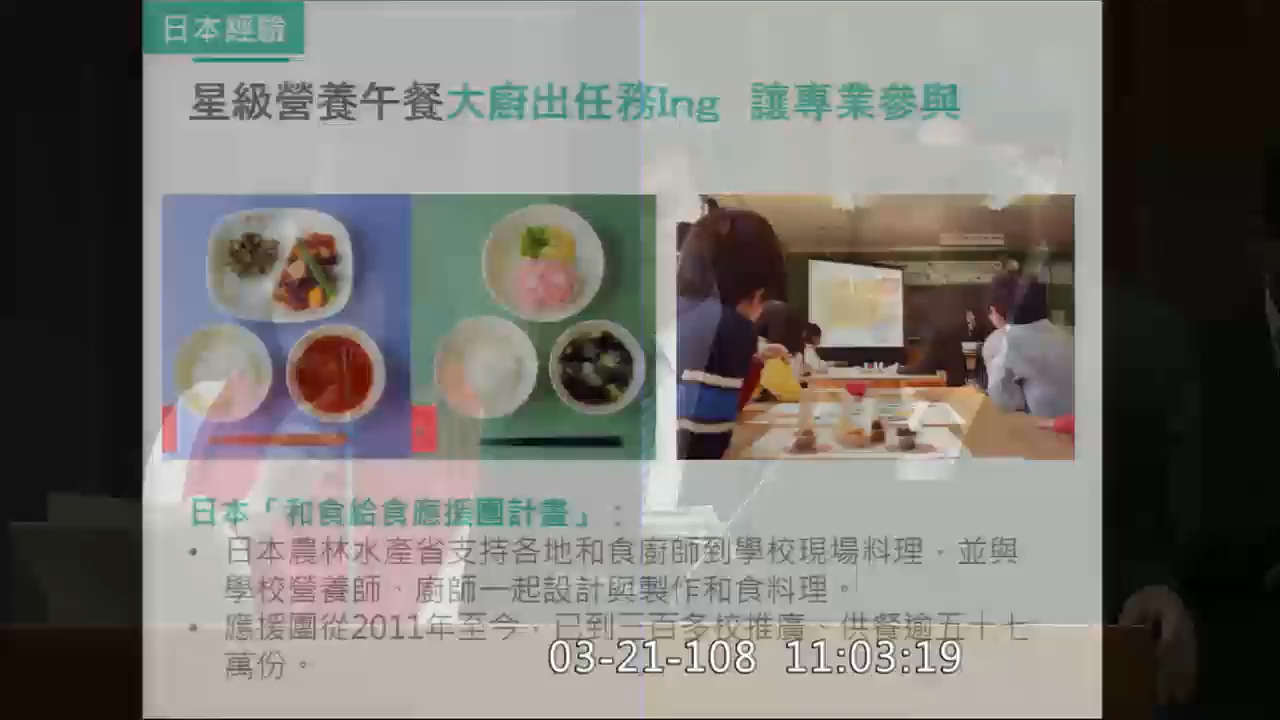 日本經驗
星級營養午餐大廚出任務Ing 讓專業參與
日本「和食給食應援團計畫」：
• 日本農林水產省支持各地和食廚師到學校現場料理，並與
學校營養師、廚師一起設計與製作和食料理。
• 應援團從2011年至今，已到三百多校推廣、供餐逾五十七
萬份。
03-21-108 11:03:19